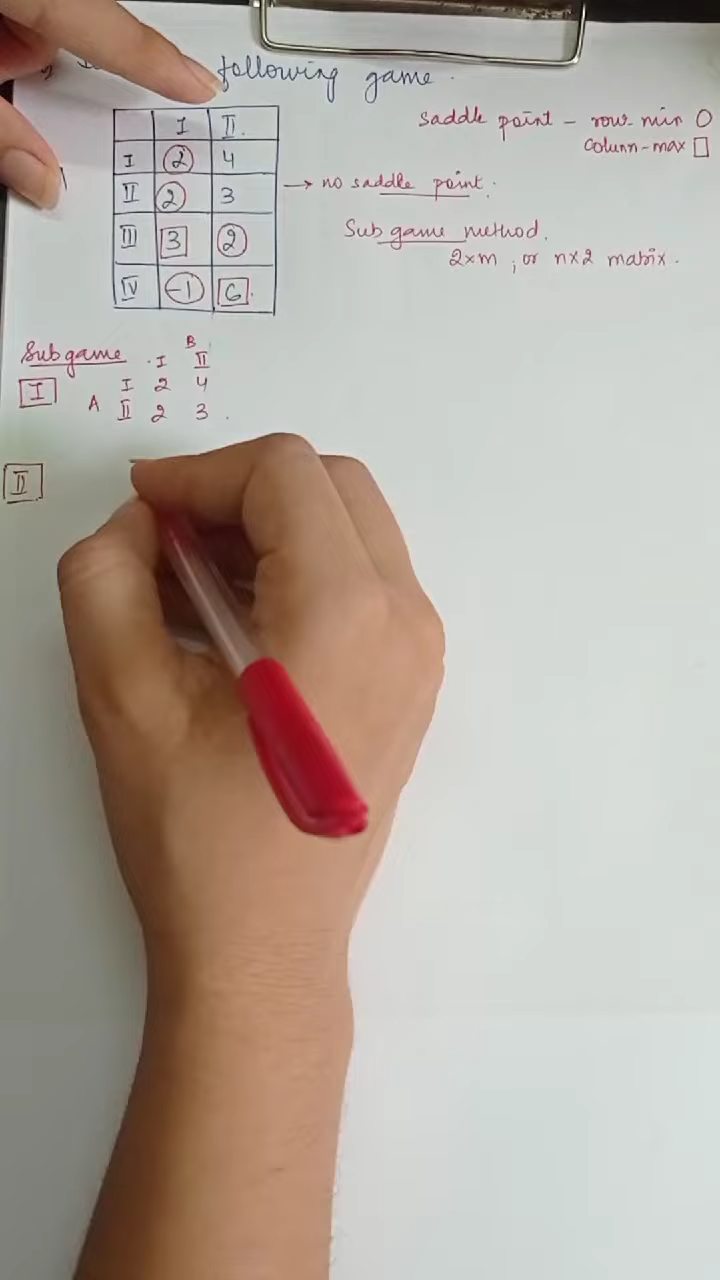 following game.
I II.
I 2 4
II 2 3
III 3 2
IV -1 6.
saddle point - row-min O
Column-max □
→ no saddle point.
Sub game method.
2×m , or n×2 matrix.
Subgame
B
I II
I
I 2 4
A II 2 3 .
II